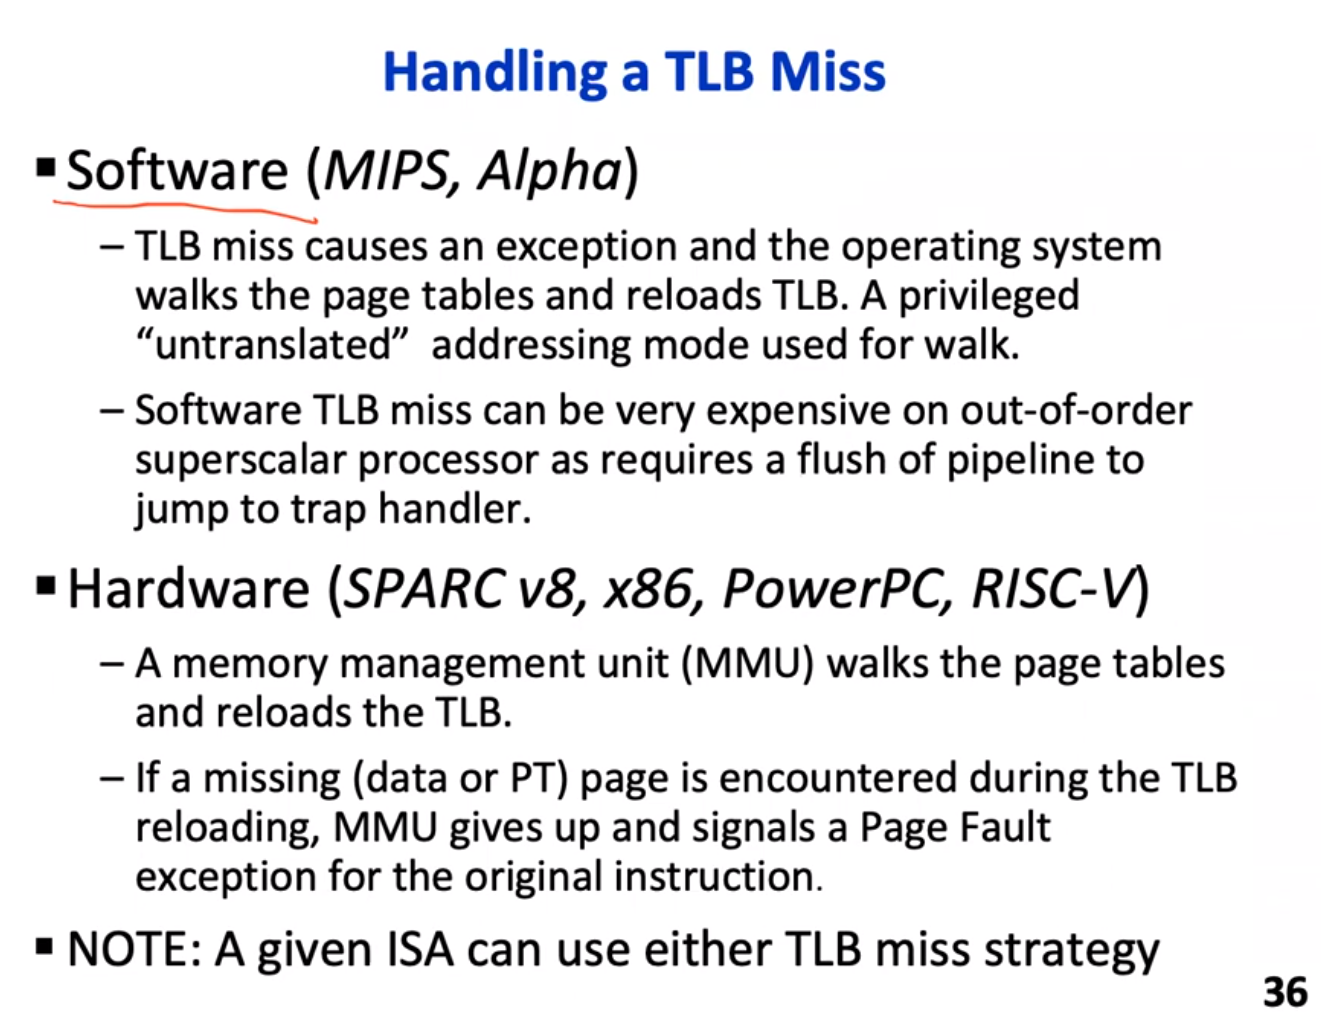 Handling a TLB Miss
▪ Software (MIPS, Alpha)
– TLB miss causes an exception and the operating system
walks the page tables and reloads TLB. A privileged
“untranslated” addressing mode used for walk.
– Software TLB miss can be very expensive on out-of-order
superscalar processor as requires a flush of pipeline to
jump to trap handler.
▪ Hardware (SPARC v8, x86, PowerPC, RISC-V)
– A memory management unit (MMU) walks the page tables
and reloads the TLB.
– If a missing (data or PT) page is encountered during the TLB
reloading, MMU gives up and signals a Page Fault
exception for the original instruction.
▪ NOTE: A given ISA can use either TLB miss strategy
36